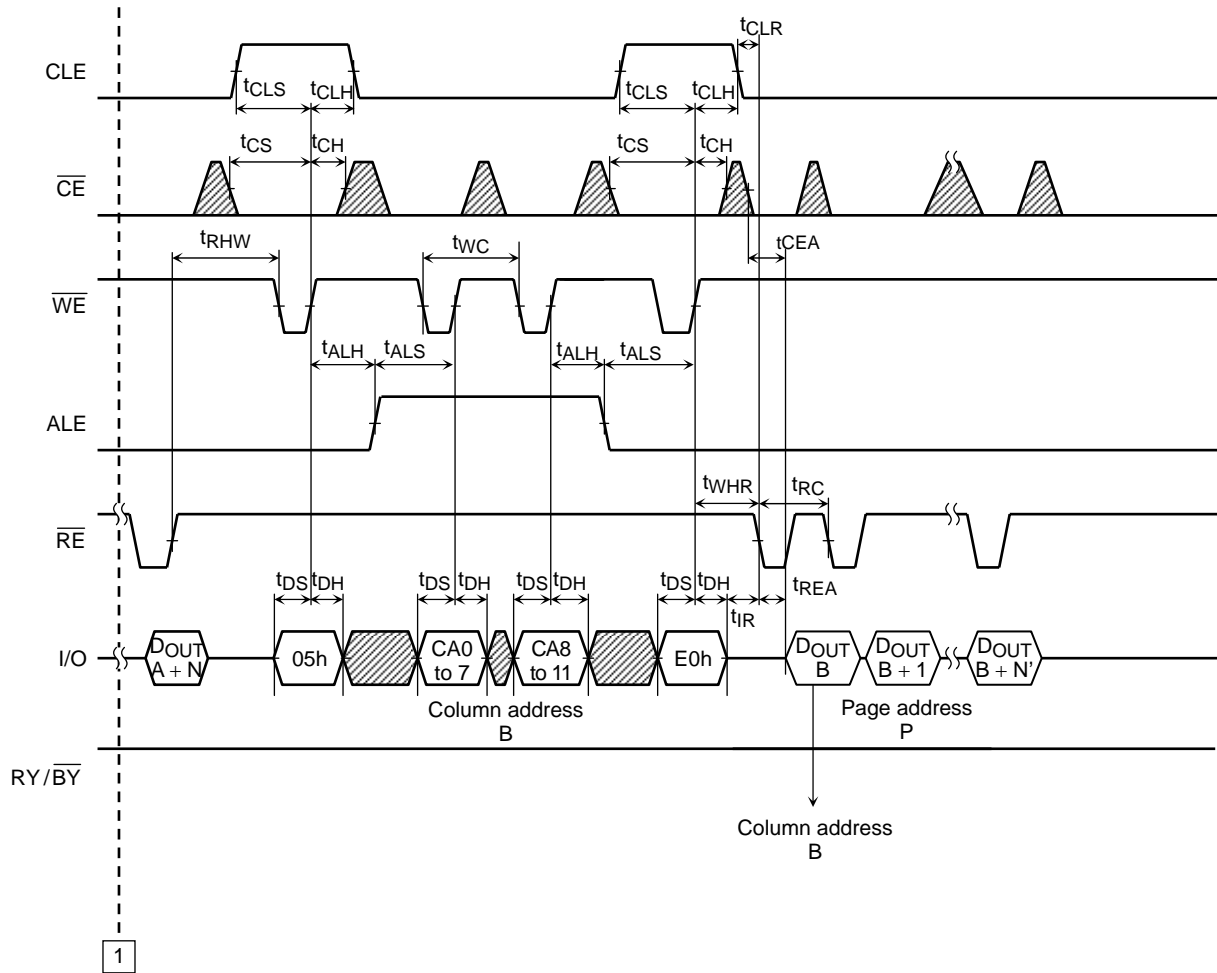 tCLR
CLE
tCLS tCLH tCLS tCLH
tCS tCH tCS tCH
CE
tRHW tWC tCEA
WE
tALH tALS tALH tALS
ALE
tWHR tRC
RE
tDS tDH tDS tDH tDS tDH tDS tDH tREA
tIR
I/O
DOUT
A + N
05h
CA0
to 7
CA8
to 11
E0h
DOUT
B
DOUT
B + 1
DOUT
B + N’
Column address
B
Page address
P
RY/BY
Column address
B
1